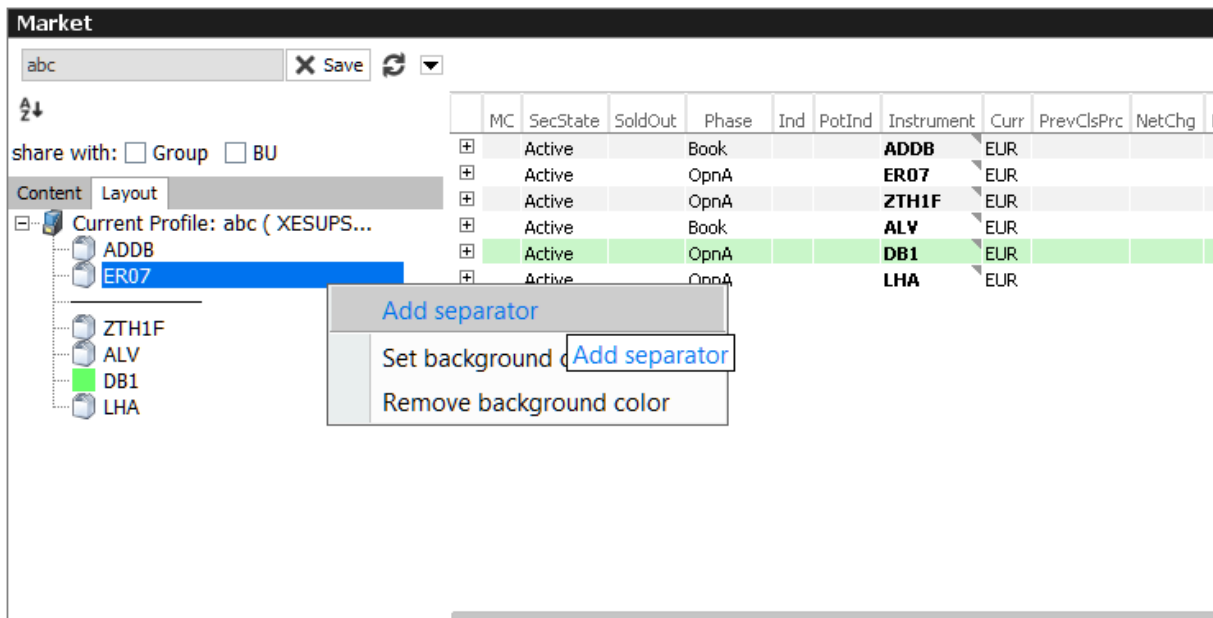 Market
abc
Save
share with: Group BU
Content Layout
Current Profile: abc ( XESUPS...
ADDB
ER07
ZTH1F
ALV
DB1
LHA
Add separator
Set background
Add separator
Remove background color
MC SecState SoldOut Phase Ind PotInd Instrument Curr PrevClsPrc NetChg
Active Book ADDB EUR
Active OpnA ER07 EUR
Active OpnA ZTH1F EUR
Active Book ALV EUR
Active OpnA DB1 EUR
Active OpnA LHA EUR